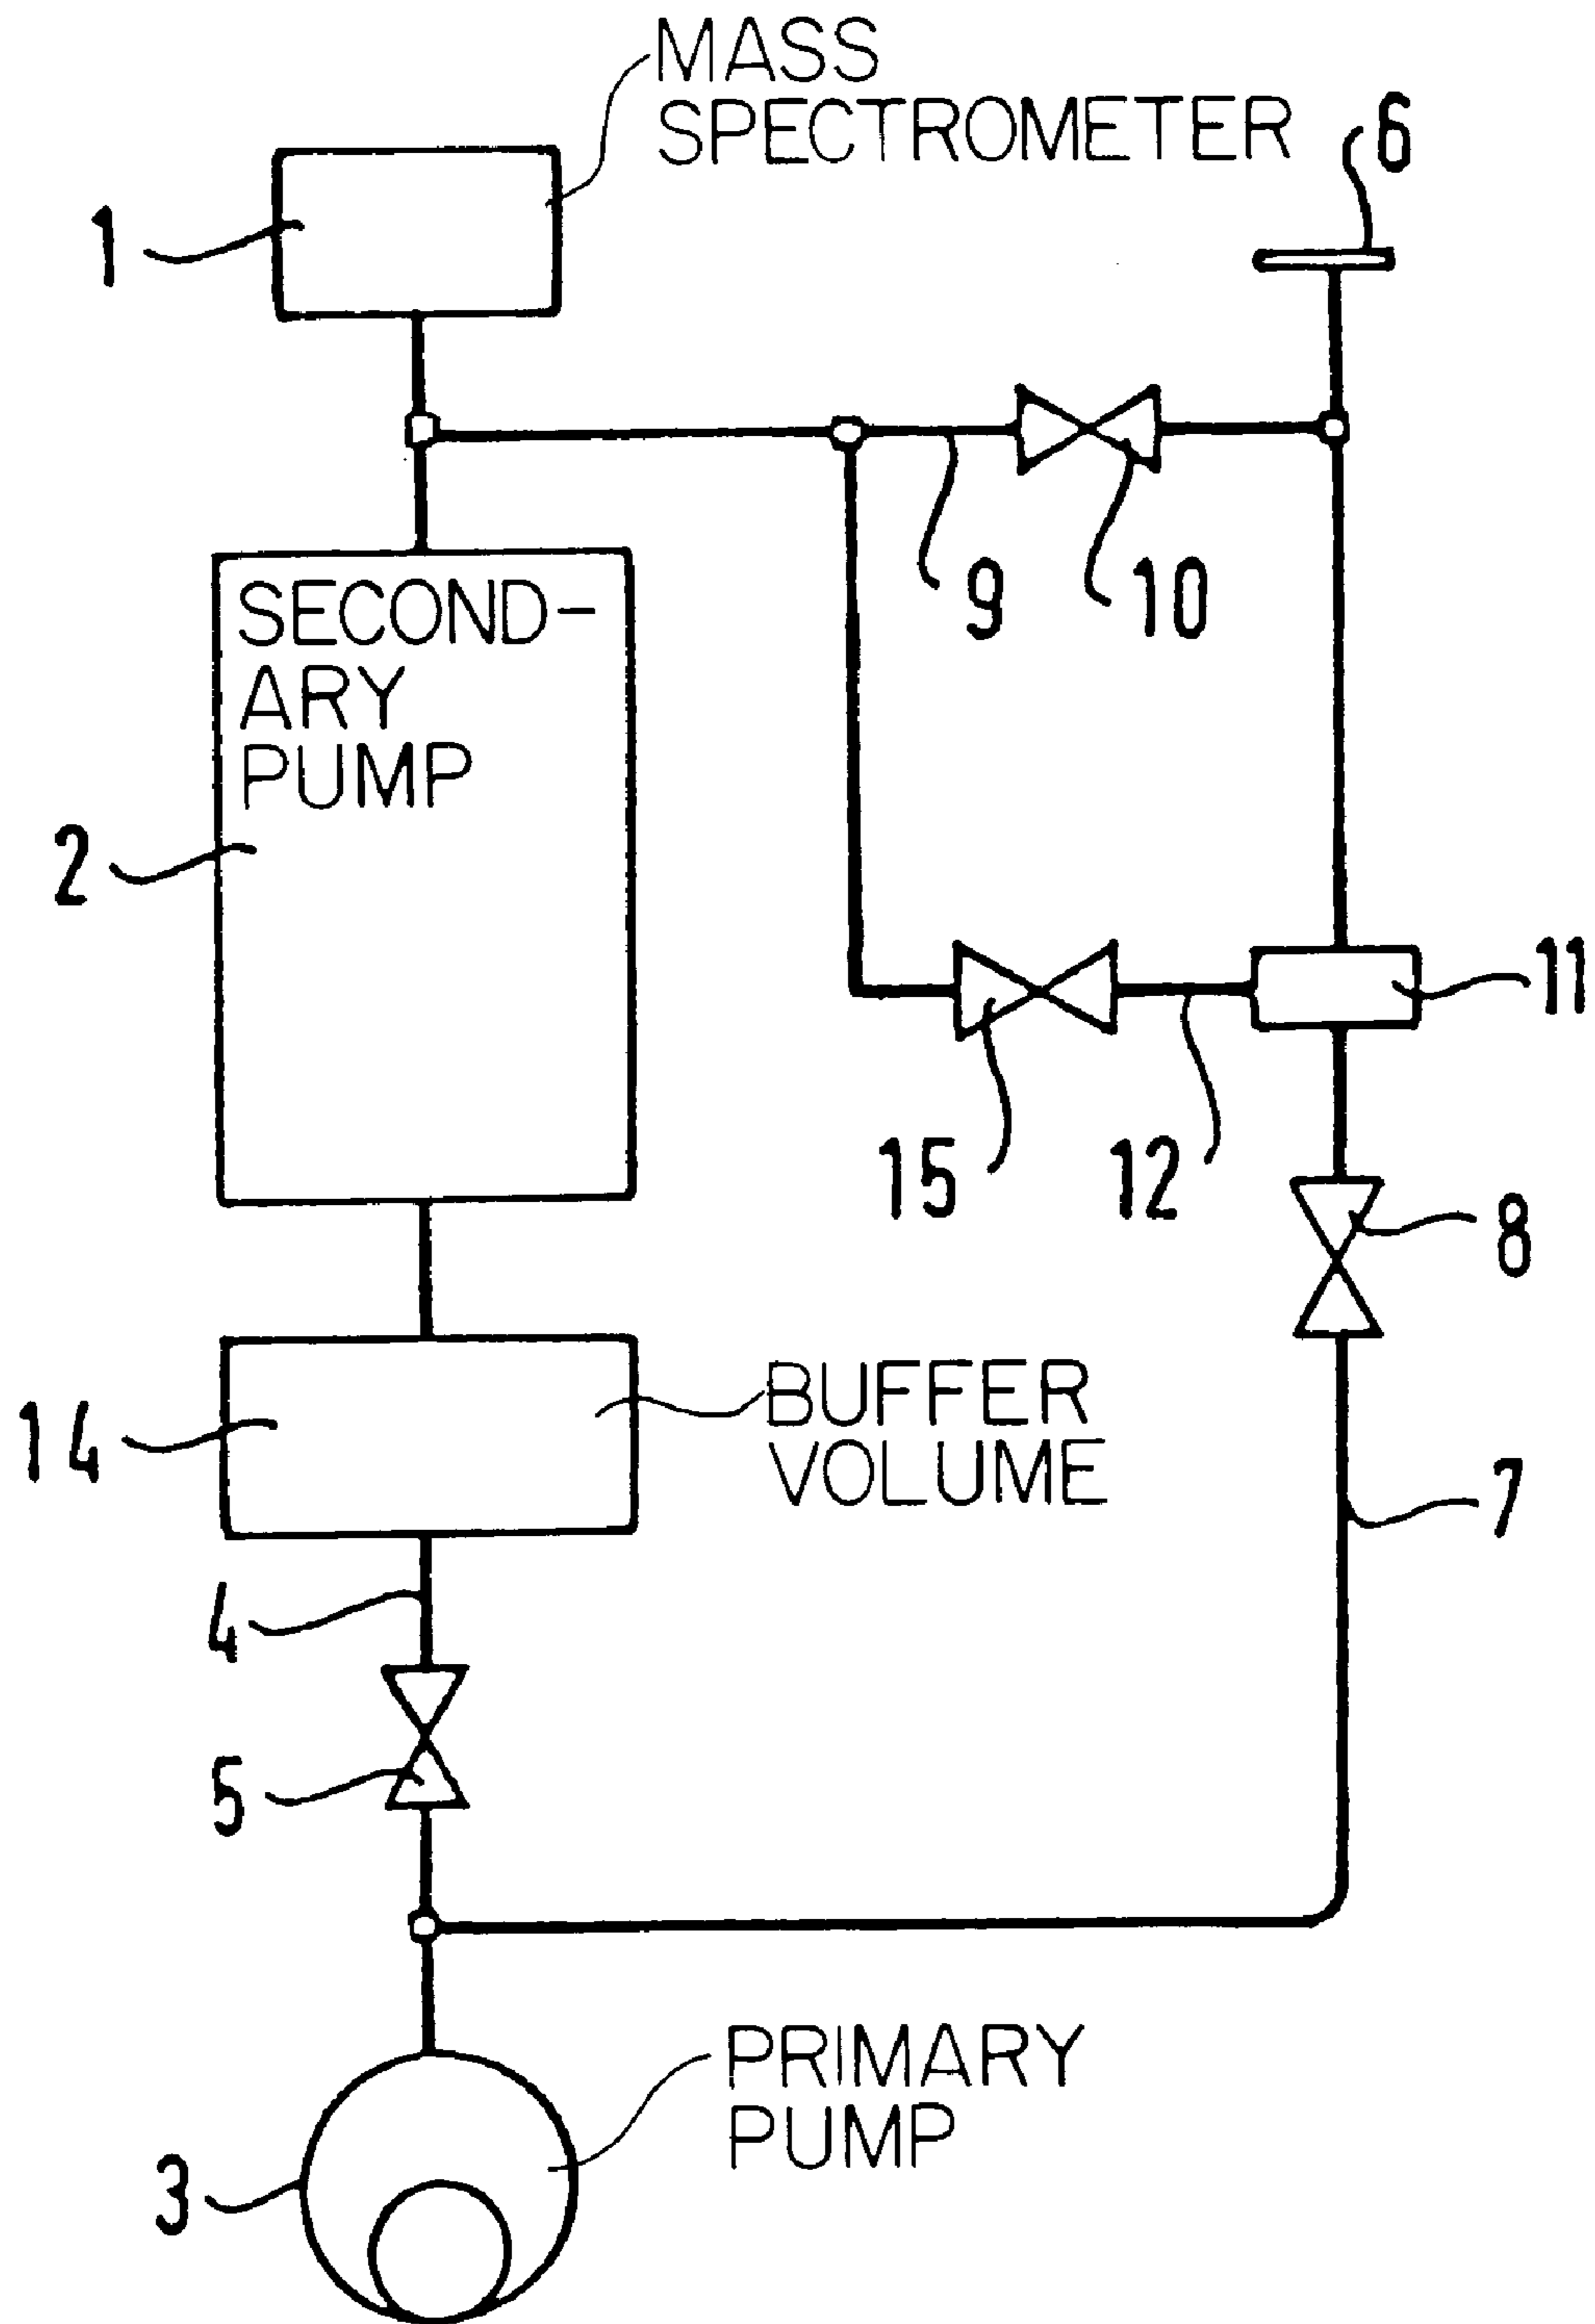 MASS
SPECTROMETER
6
1
SECOND-
ARY
PUMP
9
10
2
11
15
12
8
14
BUFFER
VOLUME
7
4
5
PRIMARY
PUMP
3